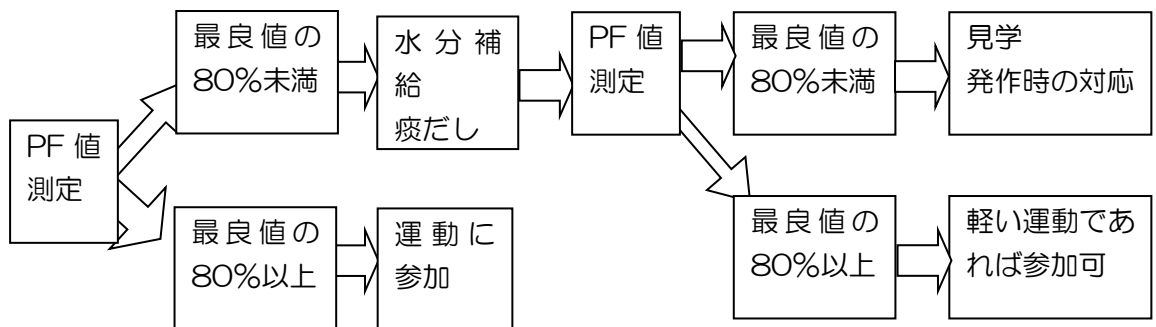 PF 値
測定
最良値の
80%未満
水分補
給
痰だし
PF 値
測定
最良値の
80%未満
見学
発作時の対応
最良値の
80%以上
運動に
参加
最良値の
80%以上
軽い運動であ
れば参加可